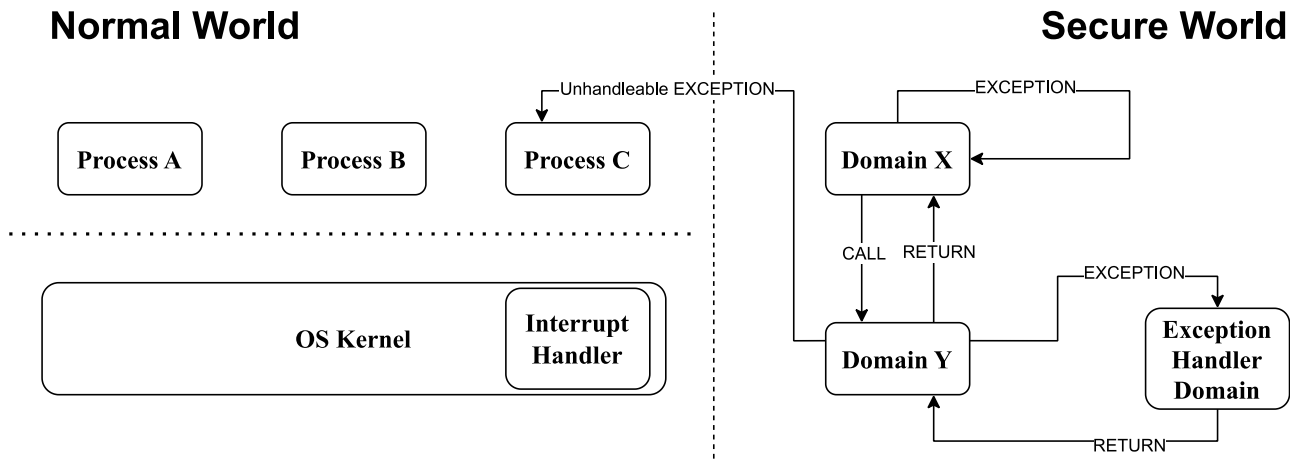 Normal World
Secure World
Unhandleable EXCEPTION
EXCEPTION
Process A
Process B
Process C
Domain X
CALL
RETURN
EXCEPTION
OS Kernel
Interrupt
Handler
Domain Y
Exception
Handler
Domain
RETURN